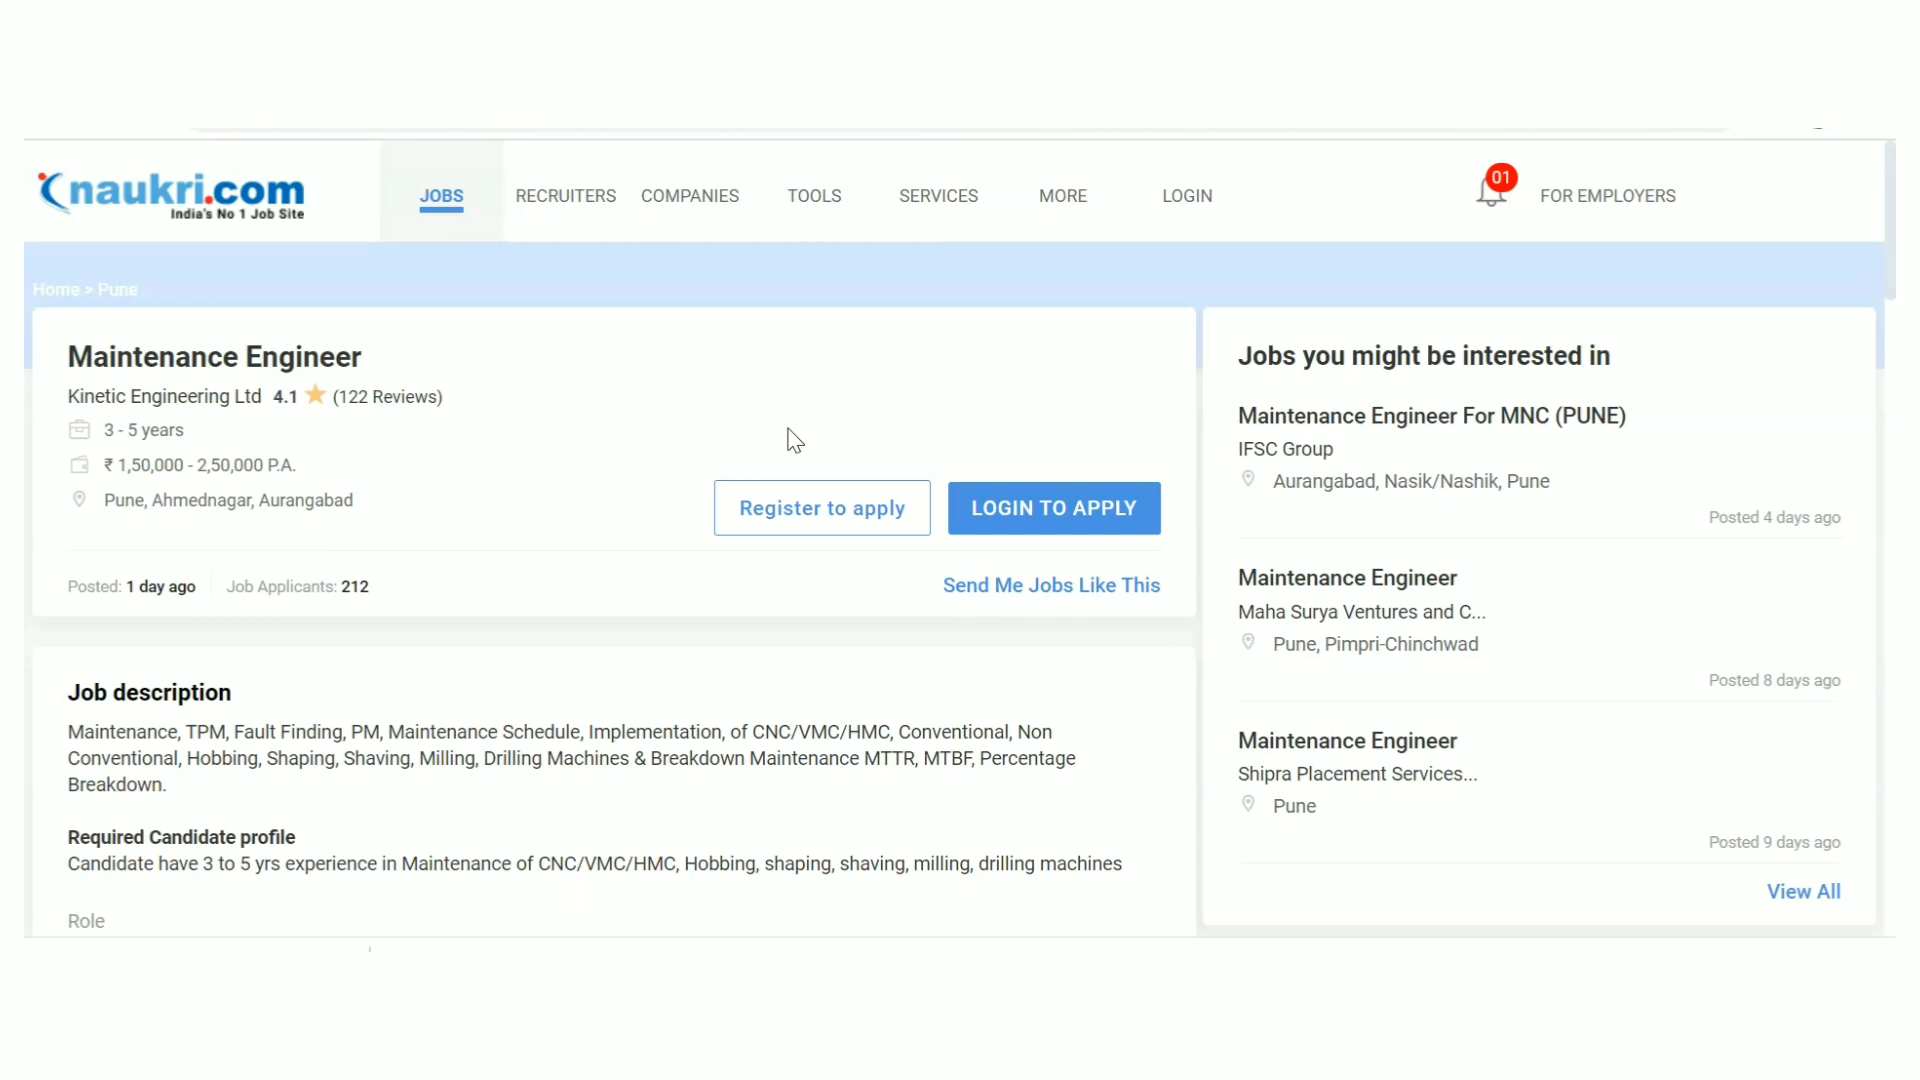 naukri.com
India's No 1 Job Site
JOBS RECRUITERS COMPANIES TOOLS SERVICES MORE LOGIN 01 FOR EMPLOYERS
Home > Pune
Maintenance Engineer
Kinetic Engineering Ltd 4.1 (122 Reviews)
3 - 5 years
₹ 1,50,000 - 2,50,000 P.A.
Pune, Ahmednagar, Aurangabad
Register to apply LOGIN TO APPLY
Posted: 1 day ago Job Applicants: 212 Send Me Jobs Like This
Job description
Maintenance, TPM, Fault Finding, PM, Maintenance Schedule, Implementation, of CNC/VMC/HMC, Conventional, Non
Conventional, Hobbing, Shaping, Shaving, Milling, Drilling Machines & Breakdown Maintenance MTTR, MTBF, Percentage
Breakdown.
Required Candidate profile
Candidate have 3 to 5 yrs experience in Maintenance of CNC/VMC/HMC, Hobbing, shaping, shaving, milling, drilling machines
Role
Jobs you might be interested in
Maintenance Engineer For MNC (PUNE)
IFSC Group
Aurangabad, Nasik/Nashik, Pune
Posted 4 days ago
Maintenance Engineer
Maha Surya Ventures and C...
Pune, Pimpri-Chinchwad
Posted 8 days ago
Maintenance Engineer
Shipra Placement Services...
Pune
Posted 9 days ago
View All